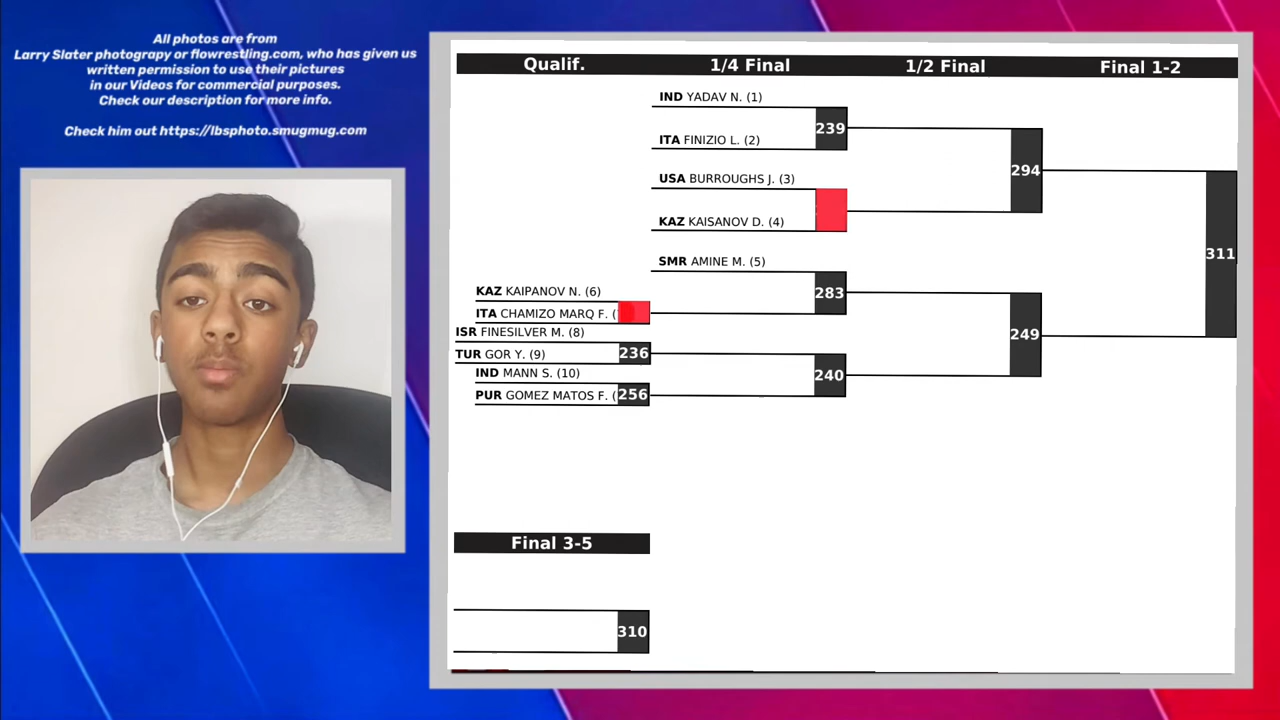 All photos are from
Larry Slater photograpy or flowrestling.com, who has given us
written permission to use their pictures
in our Videos for commercial purposes.
Check our description for more info.
Check him out https://lbsphoto.smugmug.com
Qualif. 1/4 Final 1/2 Final Final 1-2
IND YADAV N. (1)
239
ITA FINIZIO L. (2)
294
USA BURROUGHS J. (3)
KAZ KAISANOV D. (4)
311
SMR AMINE M. (5)
283
KAZ KAIPANOV N. (6)
ITA CHAMIZO MARQ F. (
249
ISR FINESILVER M. (8)
TUR GOR Y. (9) 236
240
IND MANN S. (10)
PUR GOMEZ MATOS F. ( 256
Final 3-5
310